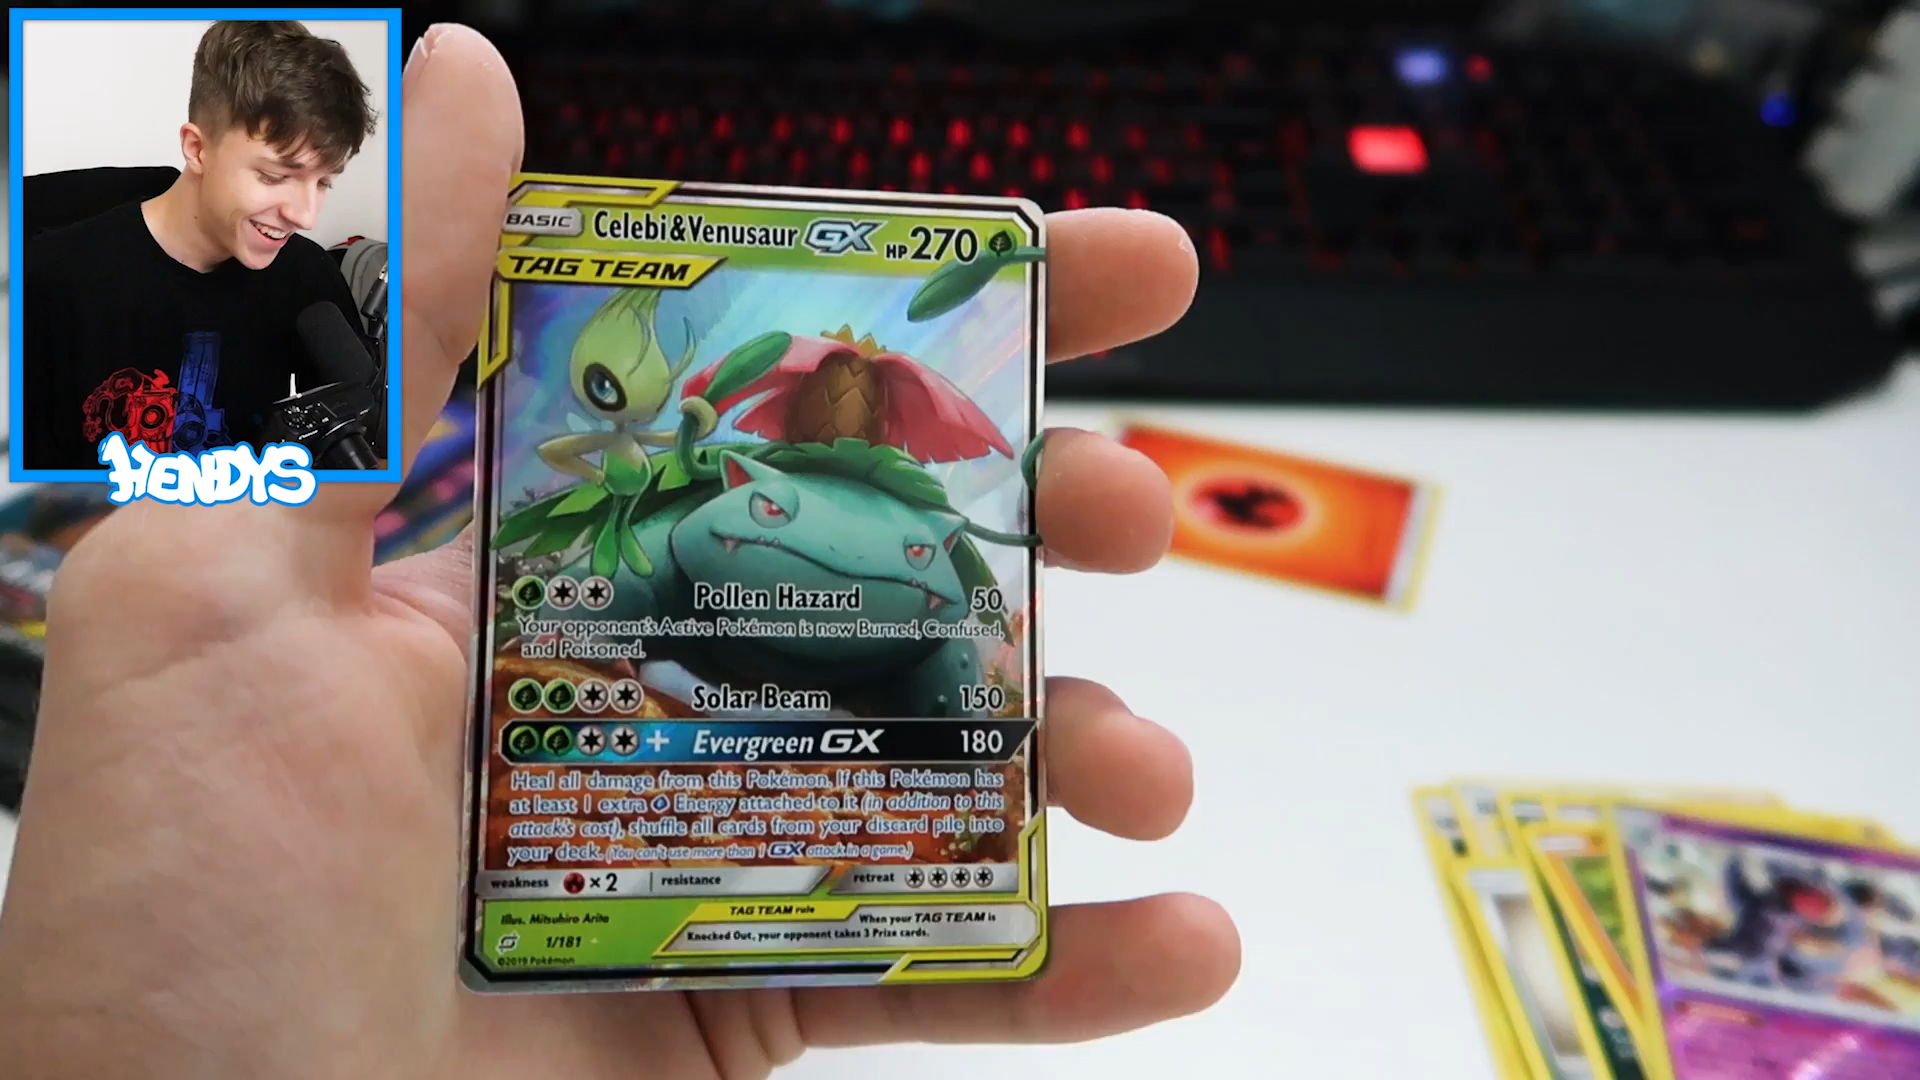 HENDYS
BASIC Celebi&Venusaur GX HP 270
TAG TEAM
Pollen Hazard 50
Your opponent's Active Pokémon is now Burned, Confused,
and Poisoned.
Solar Beam 150
+ Evergreen GX 180
Heal all damage from this Pokémon. If this Pokémon has
at least 1 extra Energy attached to it (in addition to this
attack's cost), shuffle all cards from your discard pile into
your deck. (You can't use more than 1 GX attack in a game.)
weakness ×2 resistance retreat
Illus. Mitsuhiro Arita
1/181
©2019 Pokémon
TAG TEAM rule When your TAG TEAM is
Knocked Out, your opponent takes 3 Prize cards.